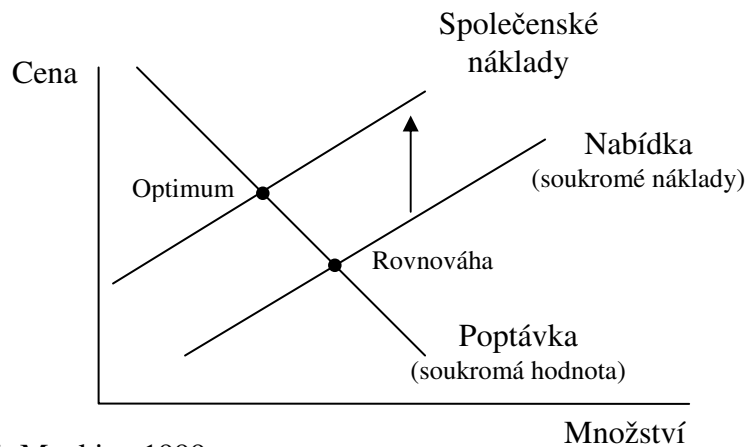 Společenské
náklady
Cena
Nabídka
(soukromé náklady)
Optimum
Rovnováha
Poptávka
(soukromá hodnota)
Množství